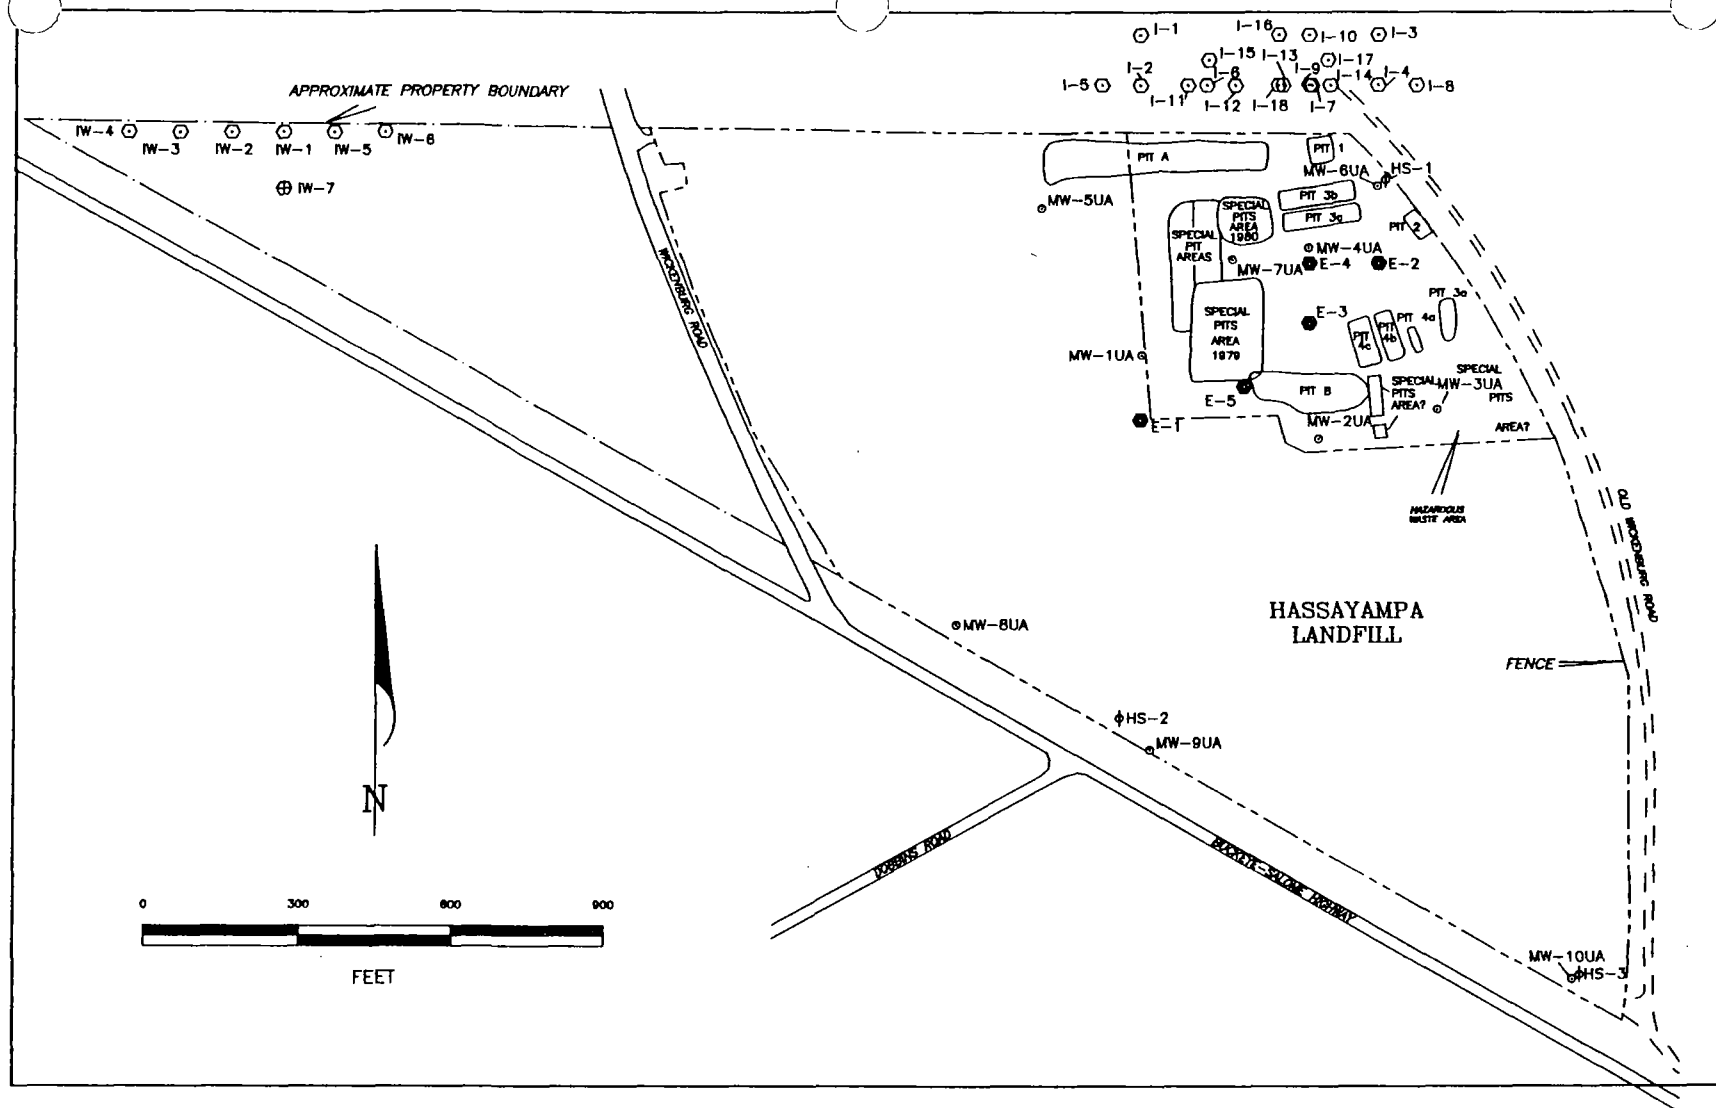 I-1
I-16
I-10
I-3
I-15
I-13
I-17
I-2
I-6
I-9
I-14
I-4
I-5
I-8
I-11
I-12
I-18
I-7
APPROXIMATE PROPERTY BOUNDARY
IW-4
IW-3
IW-2
IW-1
IW-5
IW-6
IW-7
PIT A
PIT 1
MW-6UA
HS-1
MW-5UA
PIT 3b
PIT 3a
PIT 2
SPECIAL
PITS
AREA
1980
SPECIAL
PIT
AREAS
MW-4UA
MW-7UA
E-4
E-2
WICKENBURG ROAD
SPECIAL
PITS
AREA
1979
E-3
PIT 3a
PIT 4a
PIT
4c
PIT
4b
MW-1UA
SPECIAL
PITS
AREA?
SPECIAL
PITS
AREA?
MW-3UA
PIT B
E-5
E-1
MW-2UA
HAZARDOUS
WASTE AREA
OLD WICKENBURG ROAD
HASSAYAMPA
LANDFILL
MW-8UA
FENCE
HS-2
MW-9UA
N
DOBBINS ROAD
BUCKEYE-SALOME HIGHWAY
0 300 600 900
FEET
MW-10UA
HS-3